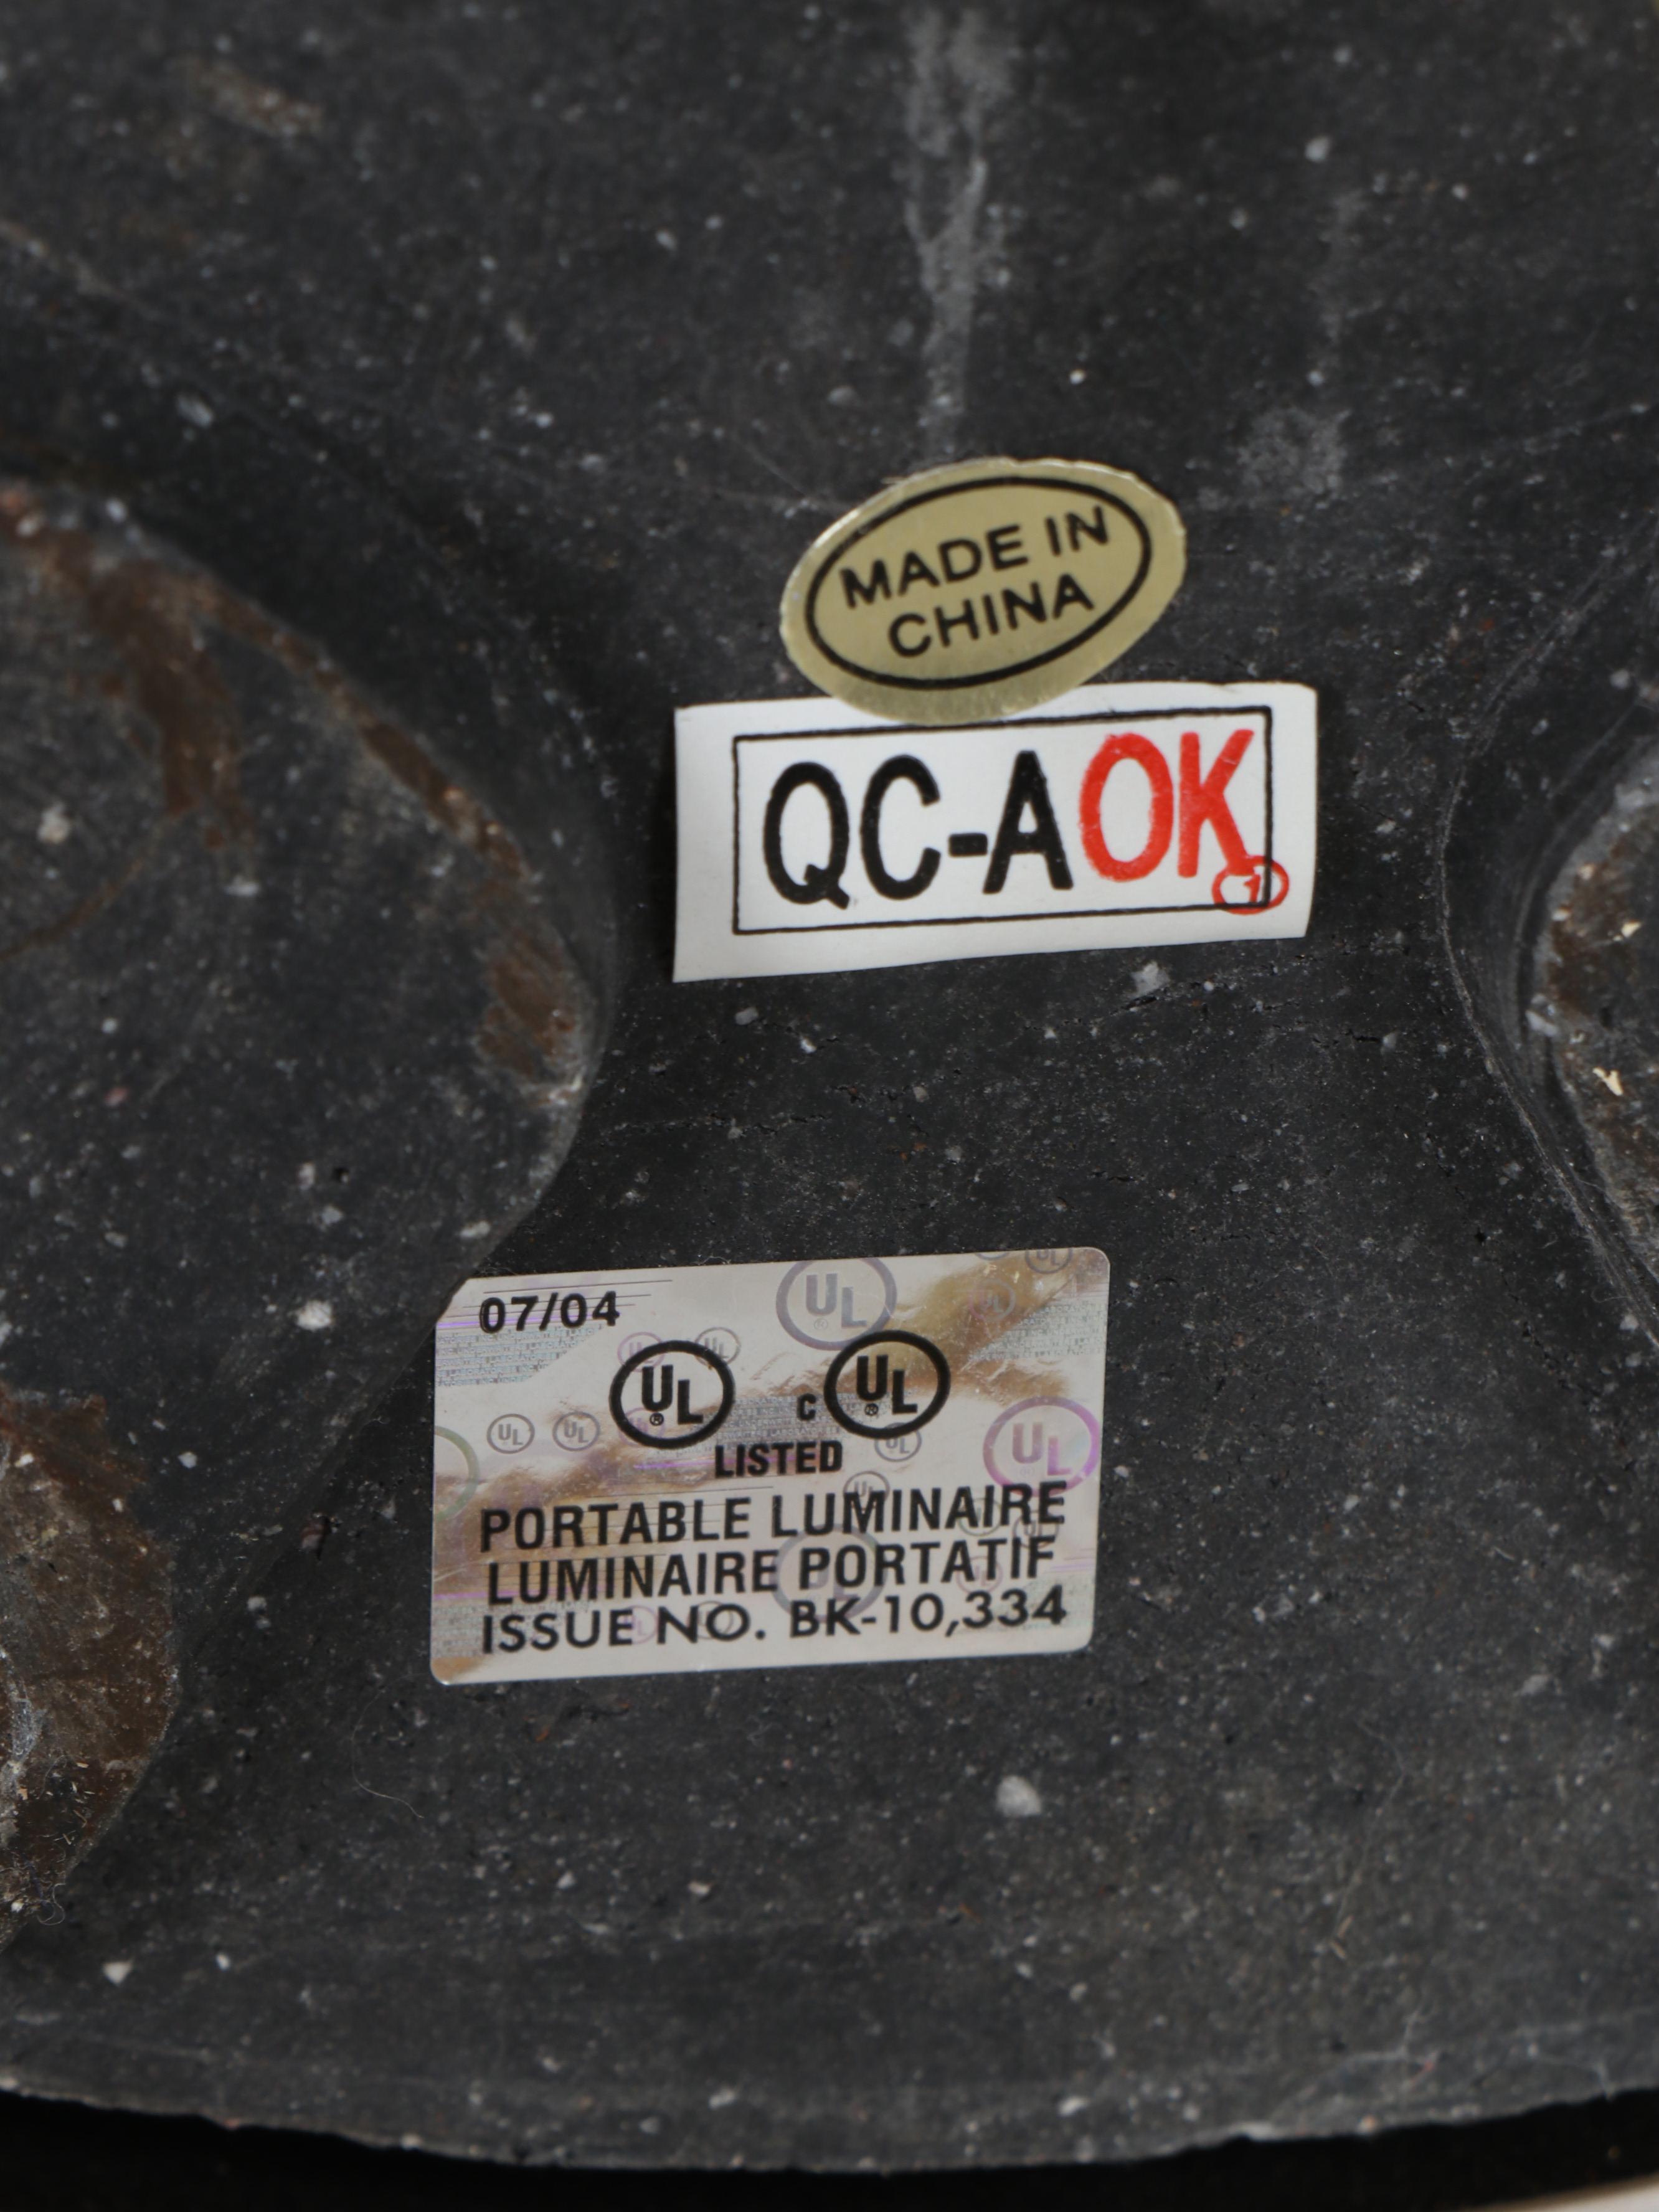 MADE IN
CHINA
QC-A OK
1
07/04
UL ® C UL ®
LISTED
PORTABLE LUMINAIRE
LUMINAIRE PORTATIF
ISSUE NO. BK-10,334